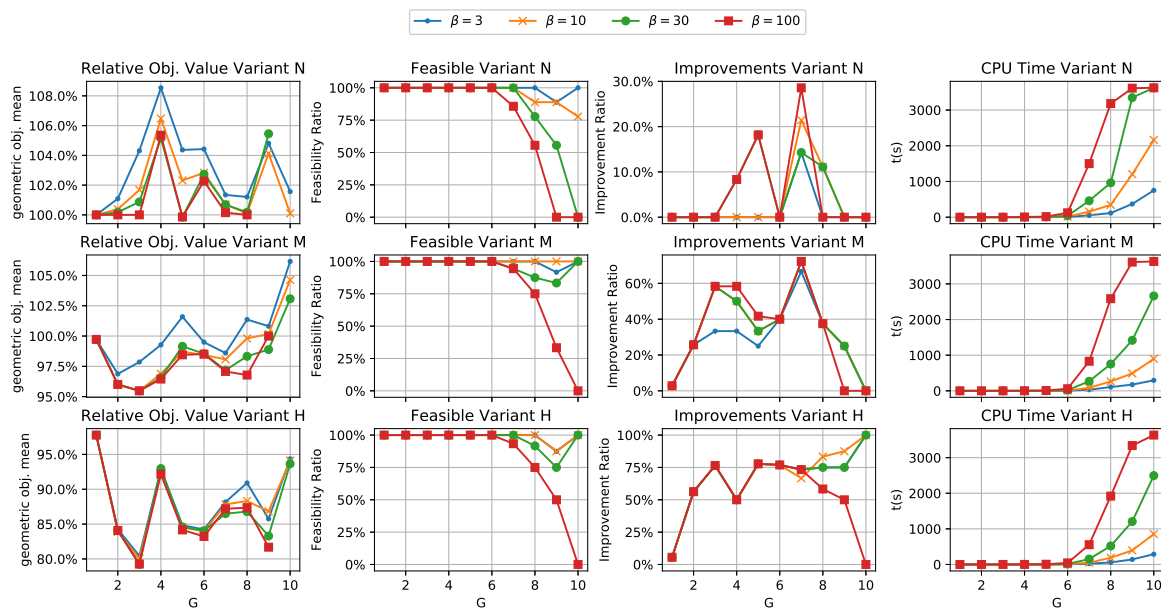 β = 3 β = 10 β = 30 β = 100
Relative Obj. Value Variant N Feasible Variant N Improvements Variant N CPU Time Variant N
geometric obj. mean
108.0%
106.0%
104.0%
102.0%
100.0%
Feasibility Ratio
100%
75%
50%
25%
0%
Improvement Ratio
30.0%
20.0%
10.0%
0.0%
t(s)
3000
2000
1000
0
Relative Obj. Value Variant M Feasible Variant M Improvements Variant M CPU Time Variant M
geometric obj. mean
105.0%
102.5%
100.0%
97.5%
95.0%
Feasibility Ratio
100%
75%
50%
25%
0%
Improvement Ratio
60%
40%
20%
0%
t(s)
3000
2000
1000
0
Relative Obj. Value Variant H Feasible Variant H Improvements Variant H CPU Time Variant H
geometric obj. mean
95.0%
90.0%
85.0%
80.0%
2 4 6 8 10
G
Feasibility Ratio
100%
75%
50%
25%
0%
2 4 6 8 10
G
Improvement Ratio
100%
75%
50%
25%
0%
2 4 6 8 10
G
t(s)
3000
2000
1000
0
2 4 6 8 10
G